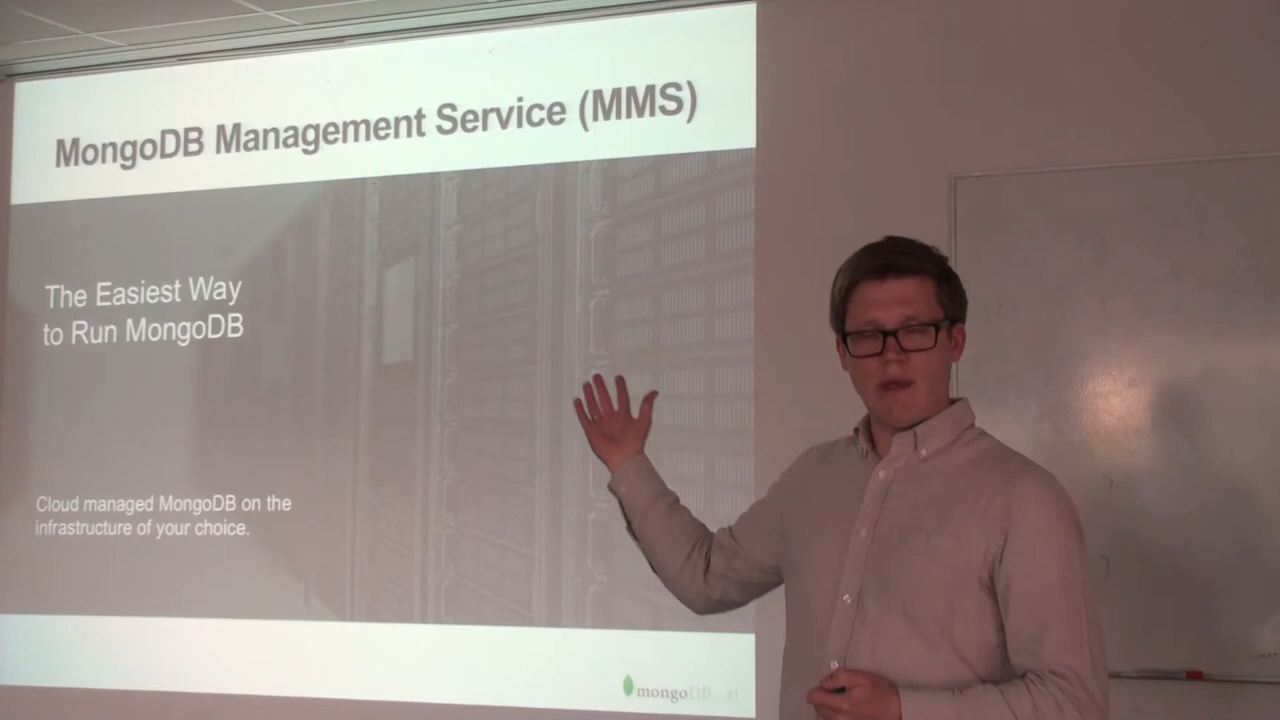 MongoDB Management Service (MMS)
The Easiest Way
to Run MongoDB
Cloud managed MongoDB on the
infrastructure of your choice.
mongoDB 41